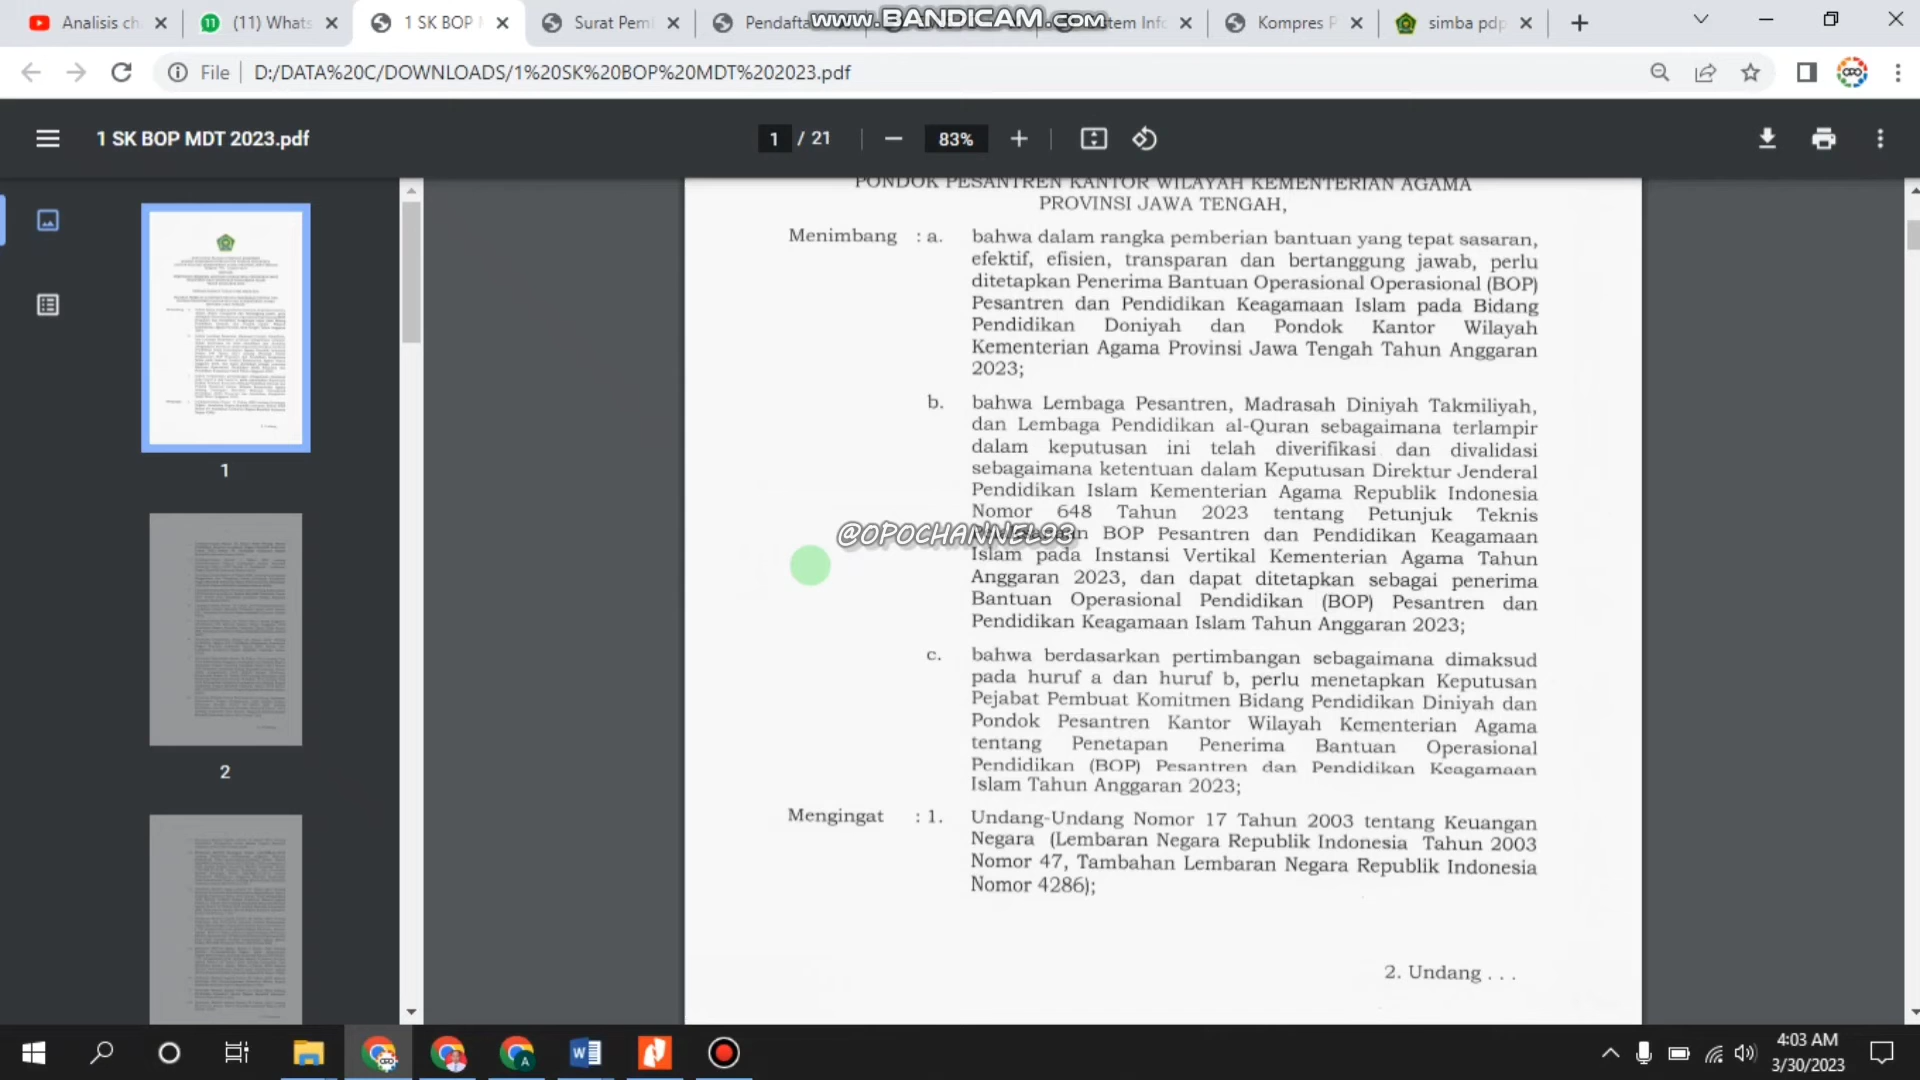 Analisis ch
(11) Whats
1 SK BOP
Surat Pem
Pendafta
stem Info
Kompres P
simba pdp
www.BANDICAM.com
File
D:/DATA%20C/DOWNLOADS/1%20SK%20BOP%20MDT%202023.pdf
1 SK BOP MDT 2023.pdf
1 / 21
83%
1
2
PONDOK PESANTREN KANTOR WILAYAH KEMENTERIAN AGAMA
PROVINSI JAWA TENGAH,
Menimbang : a. bahwa dalam rangka pemberian bantuan yang tepat sasaran,
efektif, efisien, transparan dan bertanggung jawab, perlu
ditetapkan Penerima Bantuan Operasional Operasional (BOP)
Pesantren dan Pendidikan Keagamaan Islam pada Bidang
Pendidikan Doniyah dan Pondok Kantor Wilayah
Kementerian Agama Provinsi Jawa Tengah Tahun Anggaran
2023;
b. bahwa Lembaga Pesantren, Madrasah Diniyah Takmiliyah,
dan Lembaga Pendidikan al-Quran sebagaimana terlampir
dalam keputusan ini telah diverifikasi dan divalidasi
sebagaimana ketentuan dalam Keputusan Direktur Jenderal
Pendidikan Islam Kementerian Agama Republik Indonesia
Nomor 648 Tahun 2023 tentang Petunjuk Teknis
BOP Pesantren dan Pendidikan Keagamaan
@OPOCHANNEL93
Islam pada Instansi Vertikal Kementerian Agama Tahun
Anggaran 2023, dan dapat ditetapkan sebagai penerima
Bantuan Operasional Pendidikan (BOP) Pesantren dan
Pendidikan Keagamaan Islam Tahun Anggaran 2023;
c. bahwa berdasarkan pertimbangan sebagaimana dimaksud
pada huruf a dan huruf b, perlu menetapkan Keputusan
Pejabat Pembuat Komitmen Bidang Pendidikan Diniyah dan
Pondok Pesantren Kantor Wilayah Kementerian Agama
tentang Penetapan Penerima Bantuan Operasional
Pendidikan (BOP) Pesantren dan Pendidikan Keagamaan
Islam Tahun Anggaran 2023;
Mengingat : 1. Undang-Undang Nomor 17 Tahun 2003 tentang Keuangan
Negara (Lembaran Negara Republik Indonesia Tahun 2003
Nomor 47, Tambahan Lembaran Negara Republik Indonesia
Nomor 4286);
2. Undang . . .
4:03 AM
3/30/2023